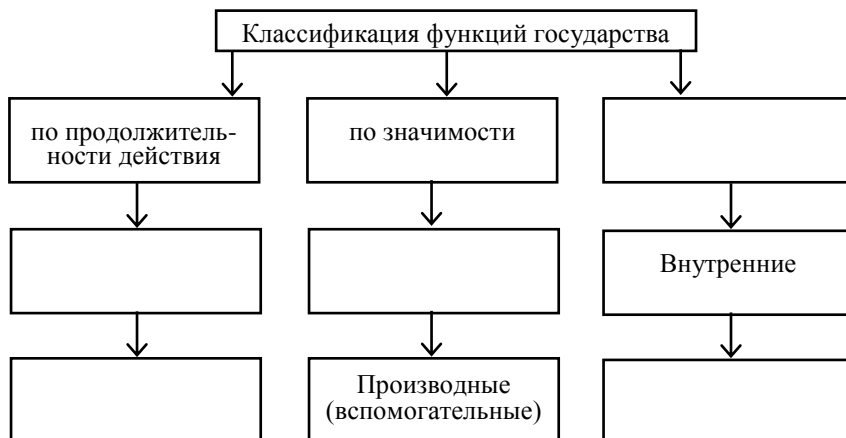 Классификация функций государства
по продолжитель-
ности действия
по значимости
Внутренние
Производные
(вспомогательные)